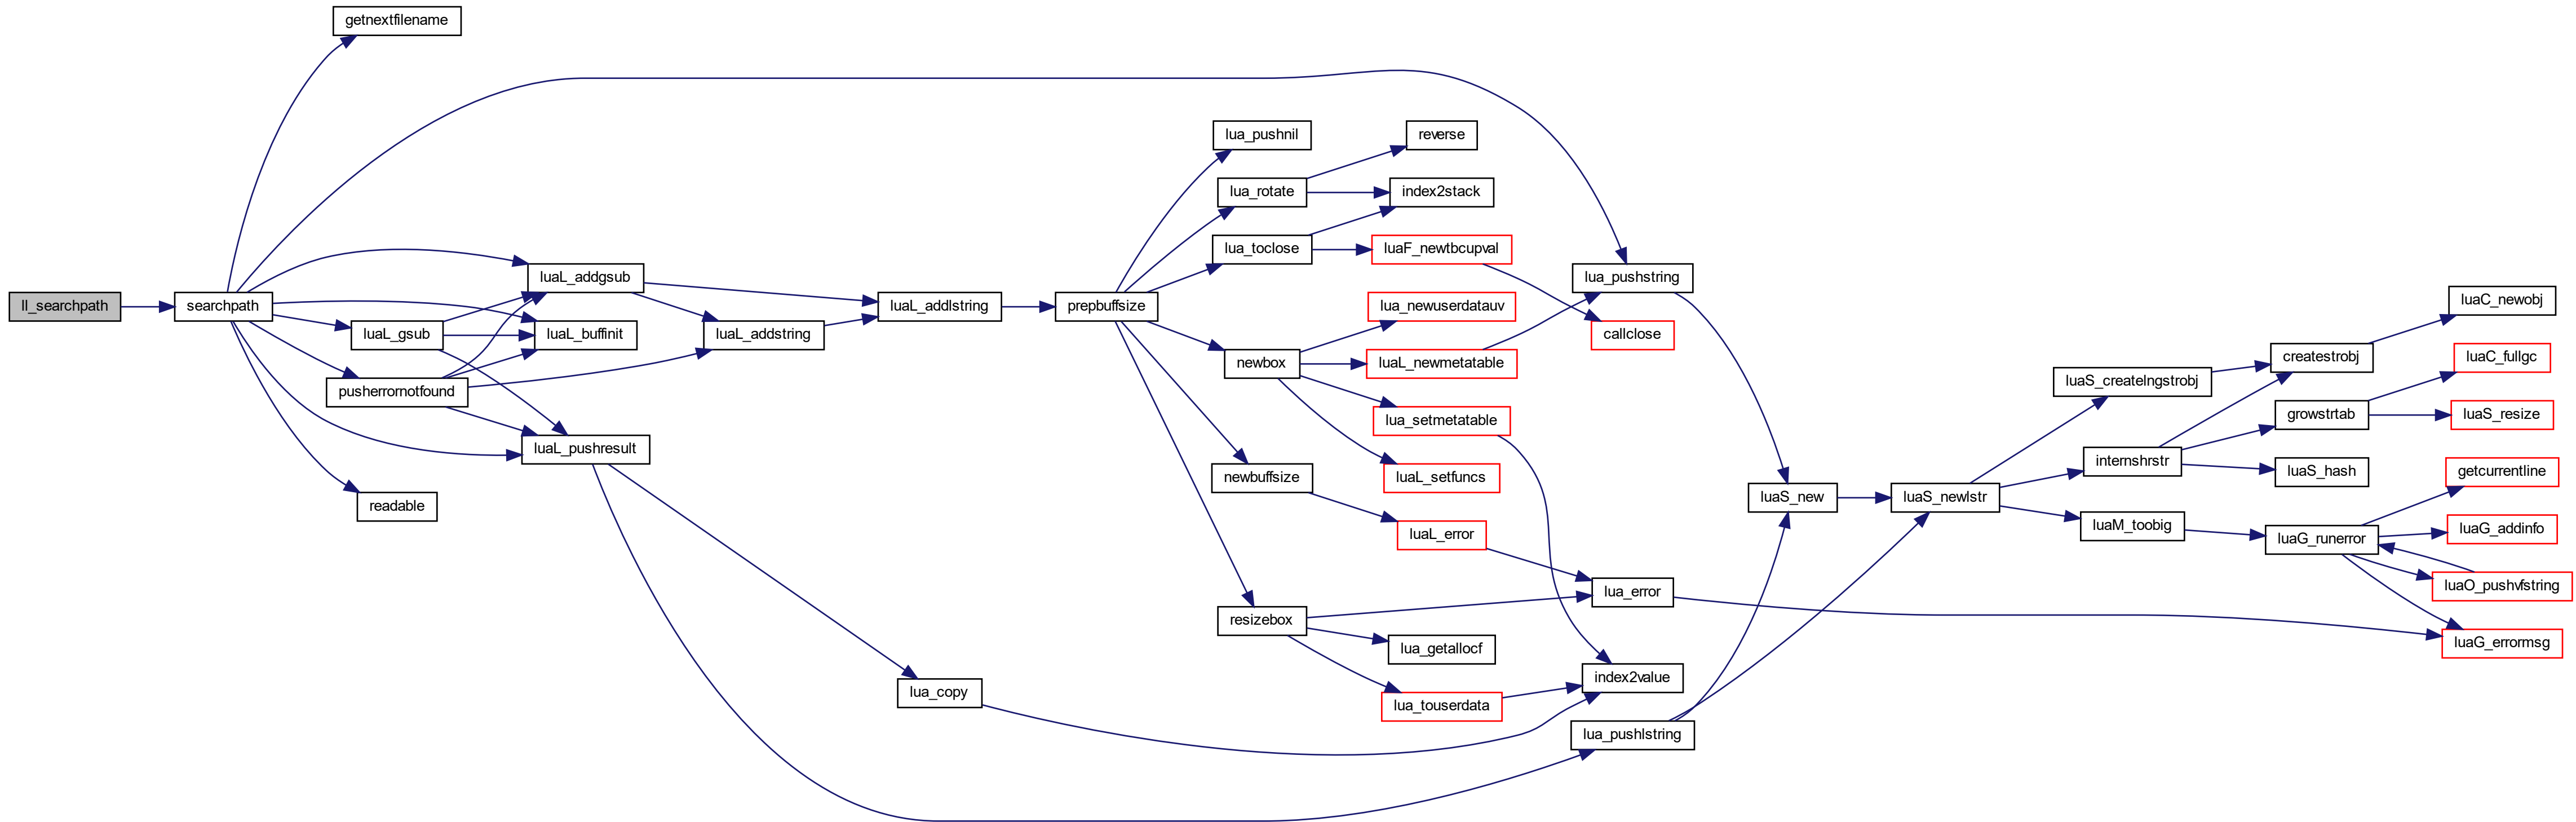 ll_searchpath
searchpath
getnextfilename
luaL_gsub
pusherrornotfound
readable
luaL_addgsub
luaL_buffinit
luaL_pushresult
luaL_addstring
luaL_addlstring
lua_copy
prepbuffsize
lua_pushnil
lua_rotate
lua_toclose
newbox
newbuffsize
resizebox
reverse
index2stack
luaF_newtbcupval
lua_newuserdatauv
luaL_newmetatable
lua_setmetatable
luaL_setfuncs
luaL_error
lua_getallocf
lua_touserdata
lua_pushstring
callclose
lua_error
index2value
lua_pushlstring
luaS_new
luaS_newlstr
luaS_createlngstrobj
internshrstr
luaM_toobig
createstrobj
growstrtab
luaS_hash
luaG_runerror
luaC_newobj
luaC_fullgc
luaS_resize
getcurrentline
luaG_addinfo
luaO_pushvfstring
luaG_errormsg